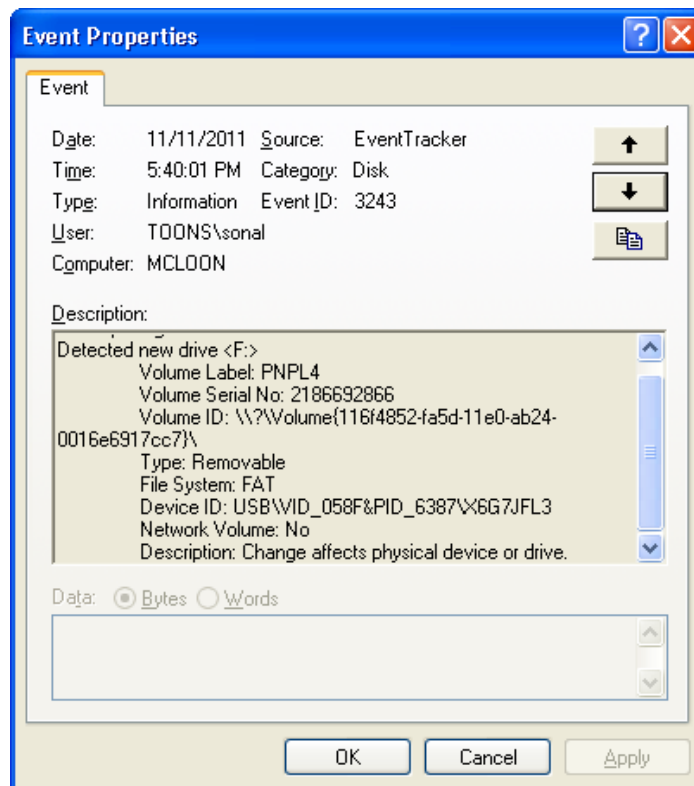 Event Properties
Event
Date: 11/11/2011 Source: EventTracker
Time: 5:40:01 PM Category: Disk
Type: Information Event ID: 3243
User: TOONS\sonal
Computer: MCLOON
Description:
Detected new drive <F:>
Volume Label: PNPL4
Volume Serial No: 2186692866
Volume ID: \\?\Volume{116f4852-fa5d-11e0-ab24-
0016e6917cc7}\
Type: Removable
File System: FAT
Device ID: USB\VID_058F&PID_6387\X6G7JFL3
Network Volume: No
Description: Change affects physical device or drive.
Data: Bytes Words
OK Cancel Apply